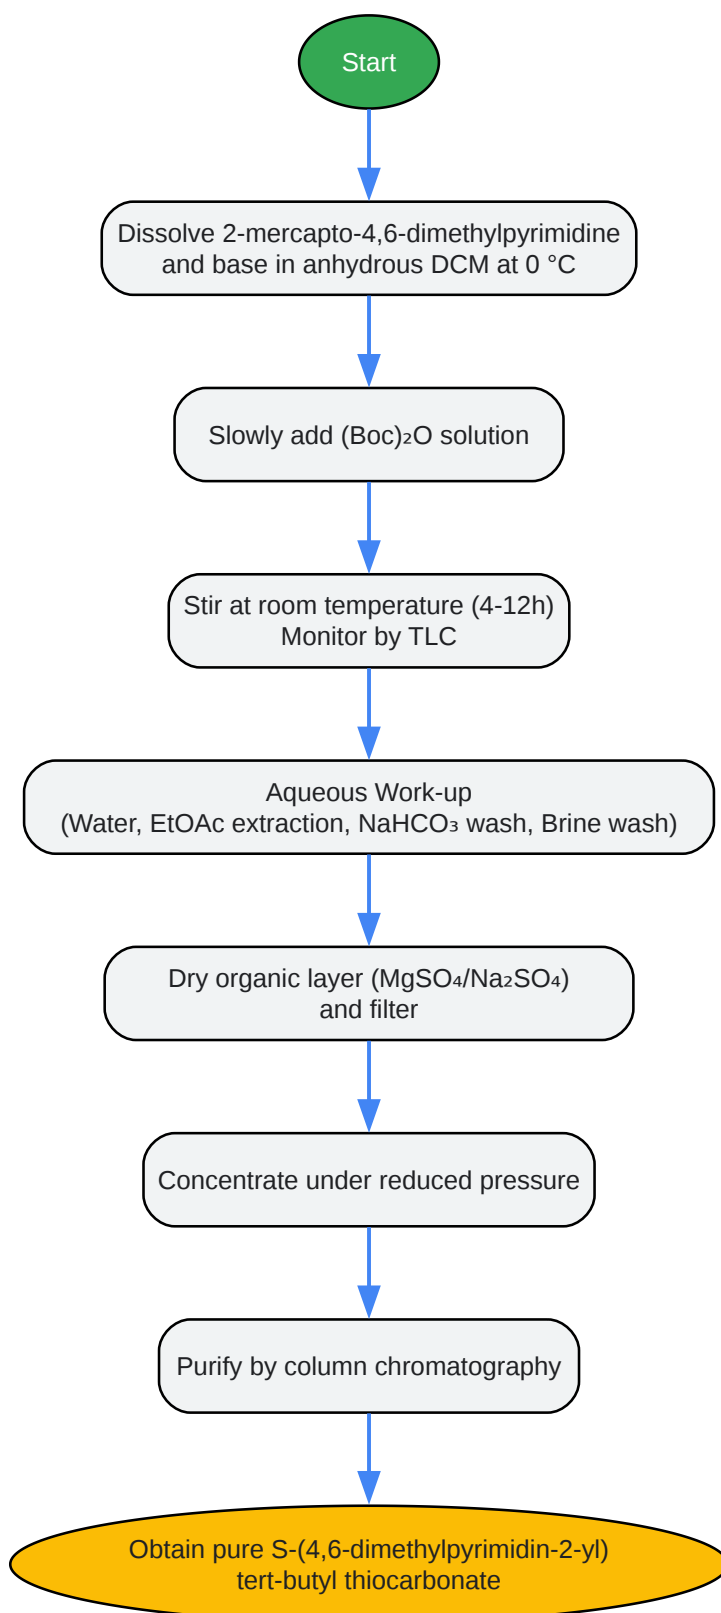 Start
Dissolve 2-mercapto-4,6-dimethylpyrimidine
and base in anhydrous DCM at 0 °C
Slowly add (Boc)₂O solution
Stir at room temperature (4-12h)
Monitor by TLC
Aqueous Work-up
(Water, EtOAc extraction, NaHCO₃ wash, Brine wash)
Dry organic layer (MgSO₄/Na₂SO₄)
and filter
Concentrate under reduced pressure
Purify by column chromatography
Obtain pure S-(4,6-dimethylpyrimidin-2-yl)
tert-butyl thiocarbonate